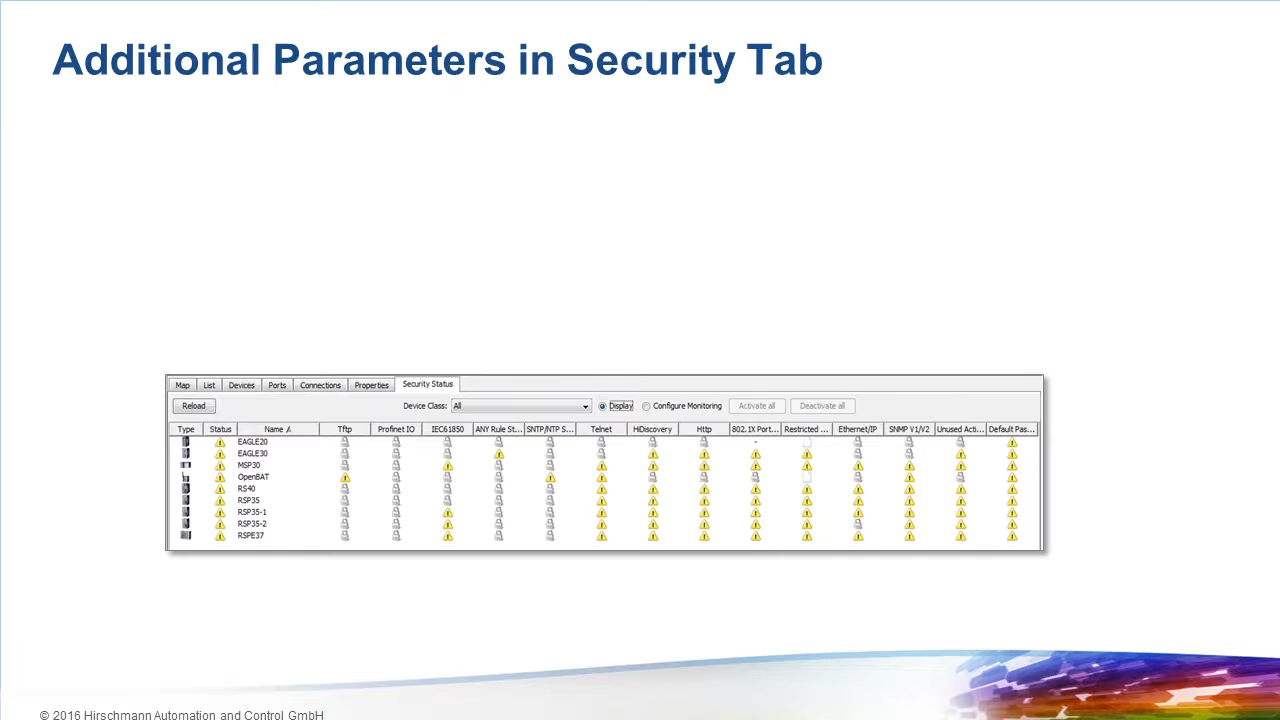 Additional Parameters in Security Tab
Map List Devices Ports Connections Properties Security Status
Reload Device Class: All Display Configure Monitoring Activate all Deactivate all
Type Status Name Tftp Profinet IO IEC61850 ANY Rule St... SNTP/NTP S... Telnet HiDiscovery Http 802.1X Port... Restricted ... Ethernet/IP SNMP V1/V2 Unused Acti... Default Pas...
EAGLE20 -
EAGLE30
MSP30
OpenBAT
RS40
RSP35
RSP35-1
RSP35-2
RSPE37
© 2016 Hirschmann Automation and Control GmbH